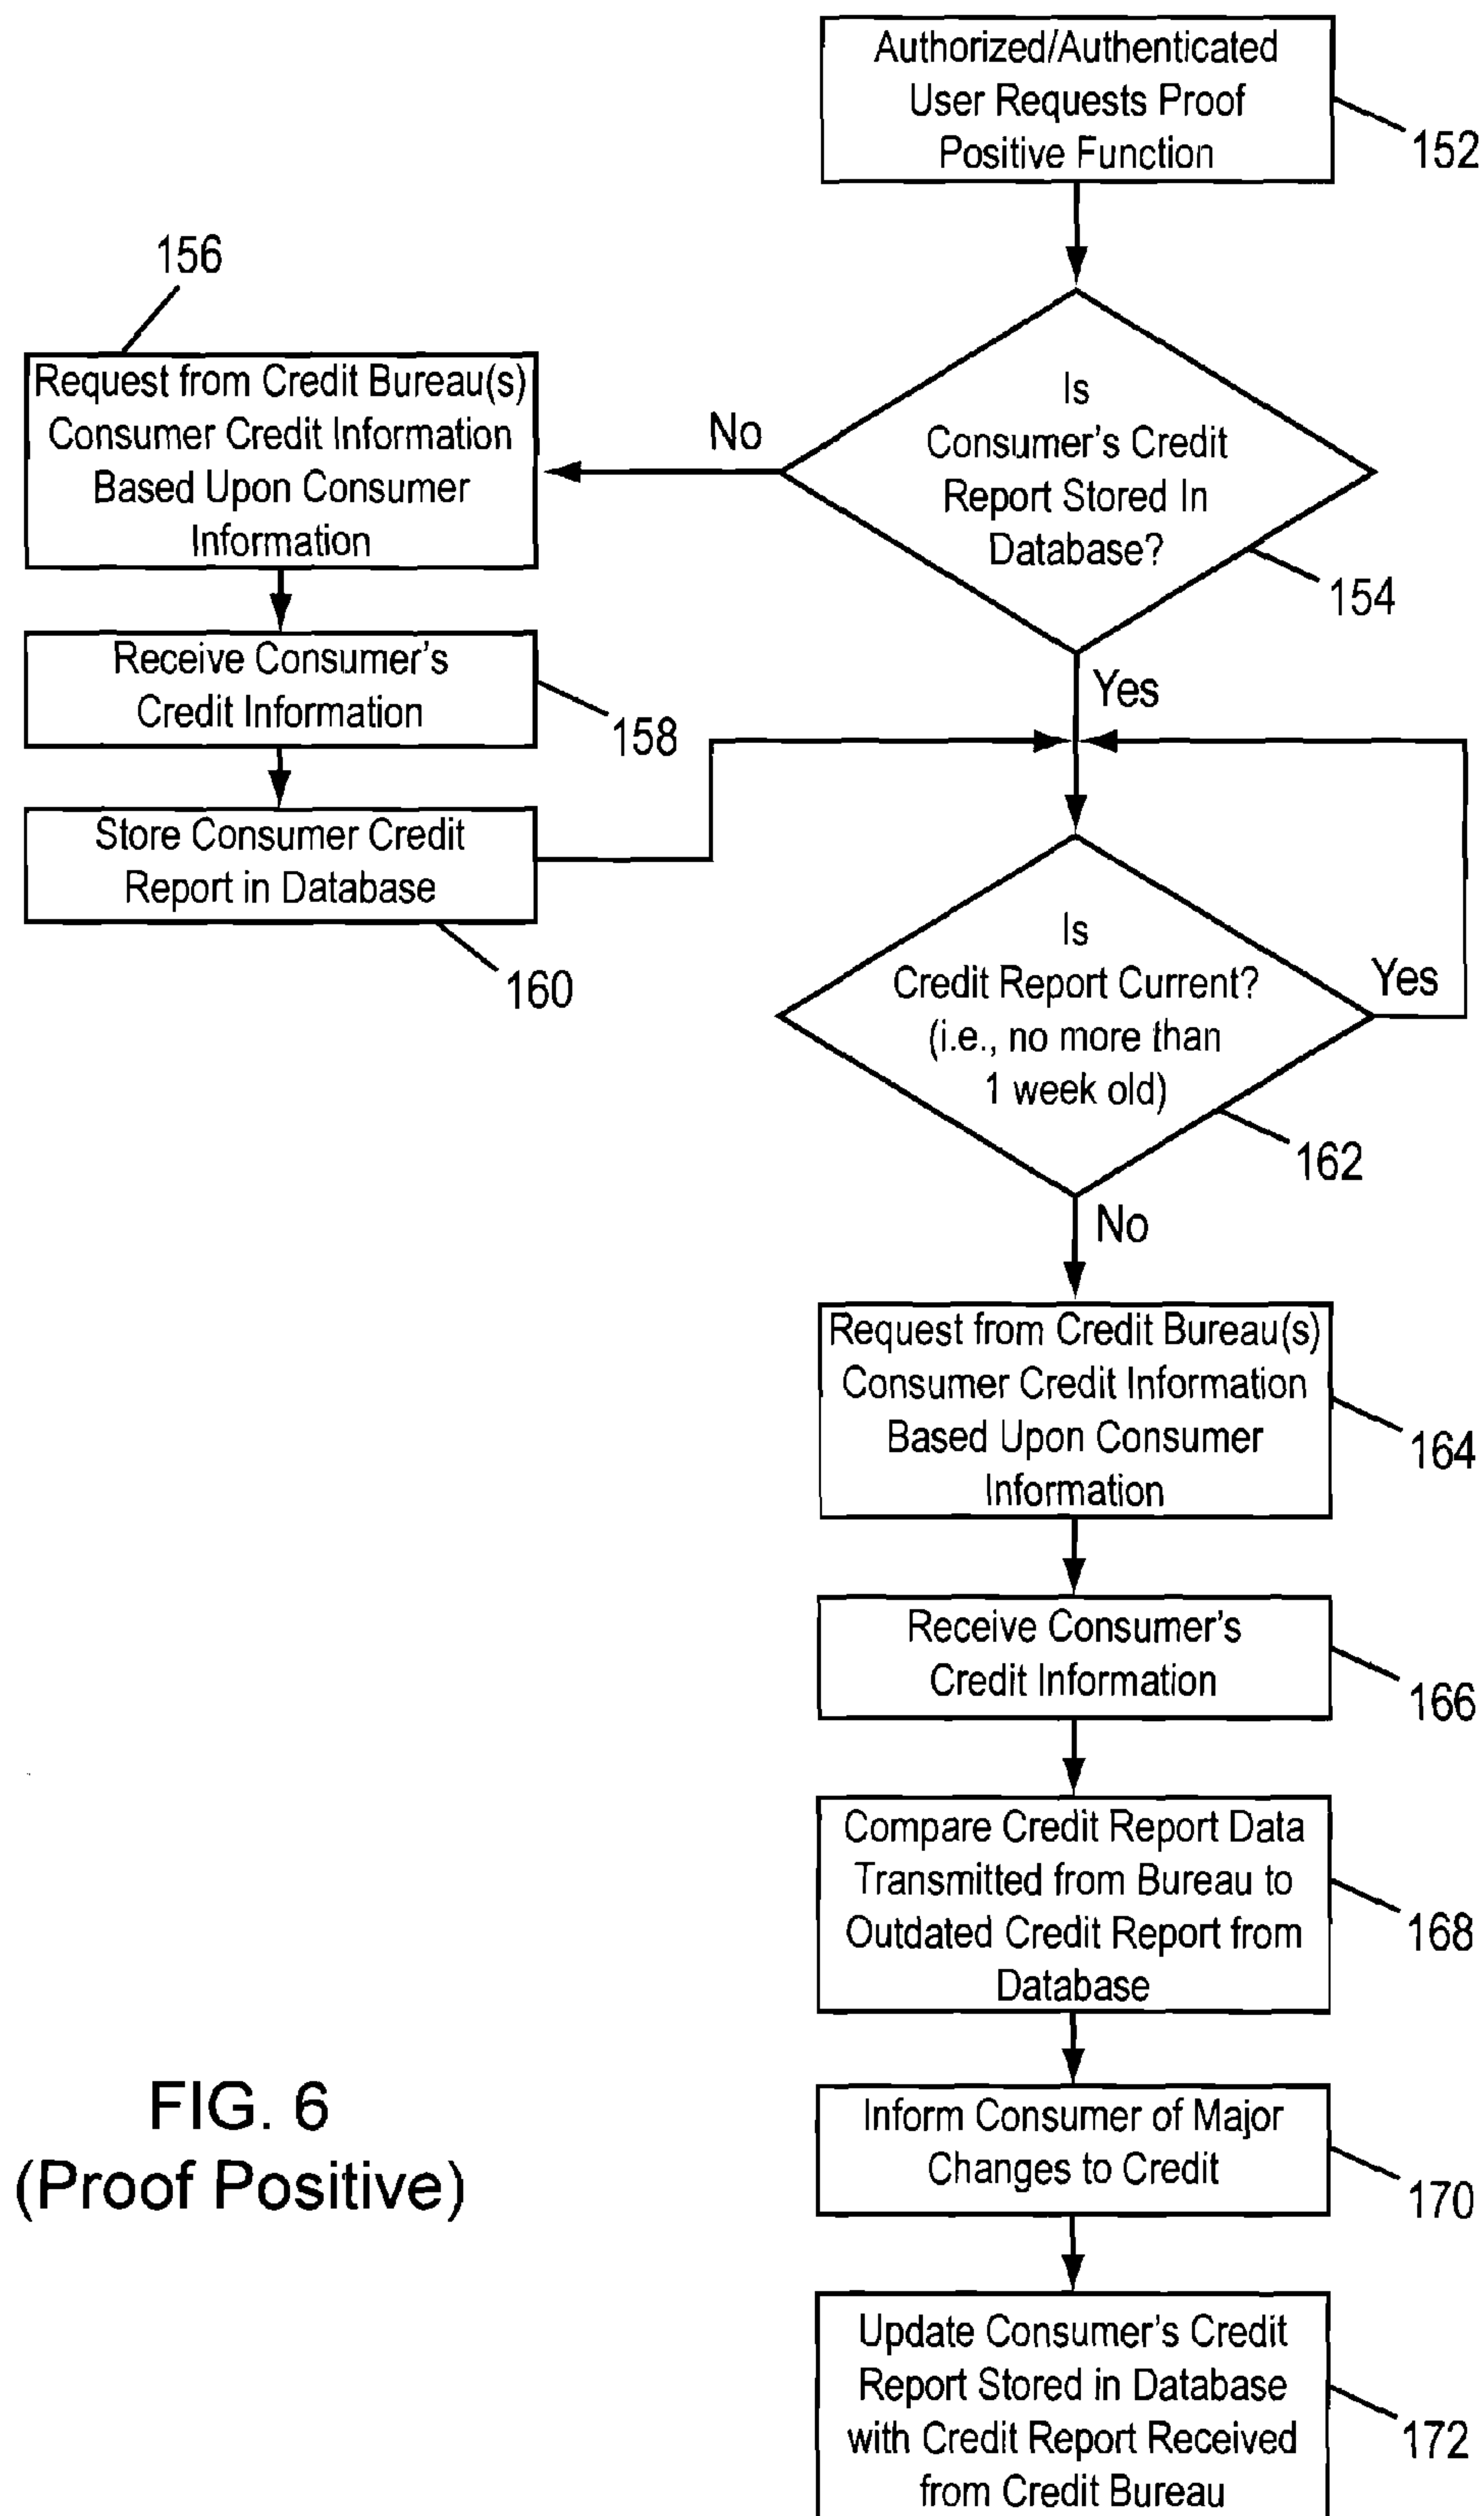 Authorized/Authenticated
User Requests Proof
Positive Function
152
156
Request from Credit Bureau(s)
Consumer Credit Information
Based Upon Consumer
Information
No
Is
Consumer's Credit
Report Stored In
Database?
154
Yes
Receive Consumer's
Credit Information
158
Store Consumer Credit
Report in Database
160
Is
Credit Report Current?
(i.e., no more than
1 week old)
Yes
162
No
Request from Credit Bureau(s)
Consumer Credit Information
Based Upon Consumer
Information
164
Receive Consumer's
Credit Information
166
Compare Credit Report Data
Transmitted from Bureau to
Outdated Credit Report from
Database
168
Inform Consumer of Major
Changes to Credit
170
Update Consumer's Credit
Report Stored in Database
with Credit Report Received
from Credit Bureau
172
FIG. 6
(Proof Positive)